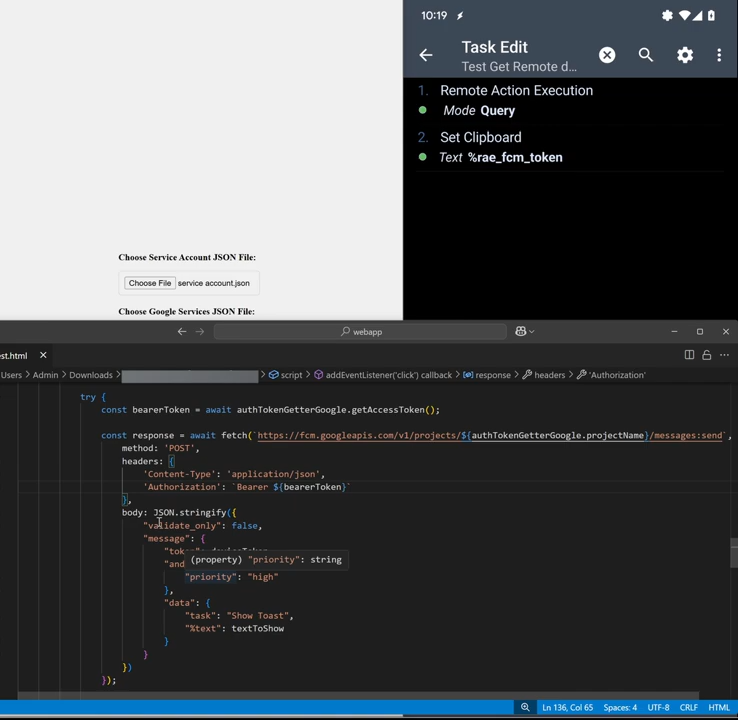 10:19
Task Edit
Test Get Remote d...
1. Remote Action Execution
Mode Query
2. Set Clipboard
Text %rae_fcm_token
Choose Service Account JSON File:
Choose File service account.json
Choose Google Services JSON File:
webapp
est.html
Users > Admin > Downloads > script > addEventListener('click') callback > response > headers > 'Authorization'
try {
const bearerToken = await authTokenGetterGoogle.getAccessToken();
const response = await fetch(`https://fcm.googleapis.com/v1/projects/${authTokenGetterGoogle.projectName}/messages:send`,
method: 'POST',
headers: {
'Content-Type': 'application/json',
'Authorization': `Bearer ${bearerToken}`
},
body: JSON.stringify({
"validate_only": false,
"message": {
(property) "priority": string
"priority": "high"
},
"data": {
"task": "Show Toast",
"%text": textToShow
}
}
})
});
Ln 136, Col 65 Spaces: 4 UTF-8 CRLF HTML